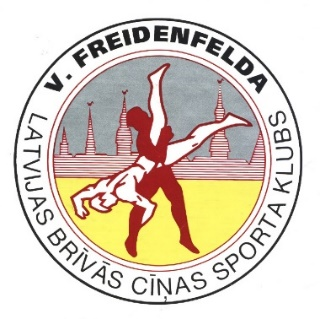 V. FREIDENFELDA
LATVIJAS BRĪVĀS CĪŅAS SPORTA KLUBS